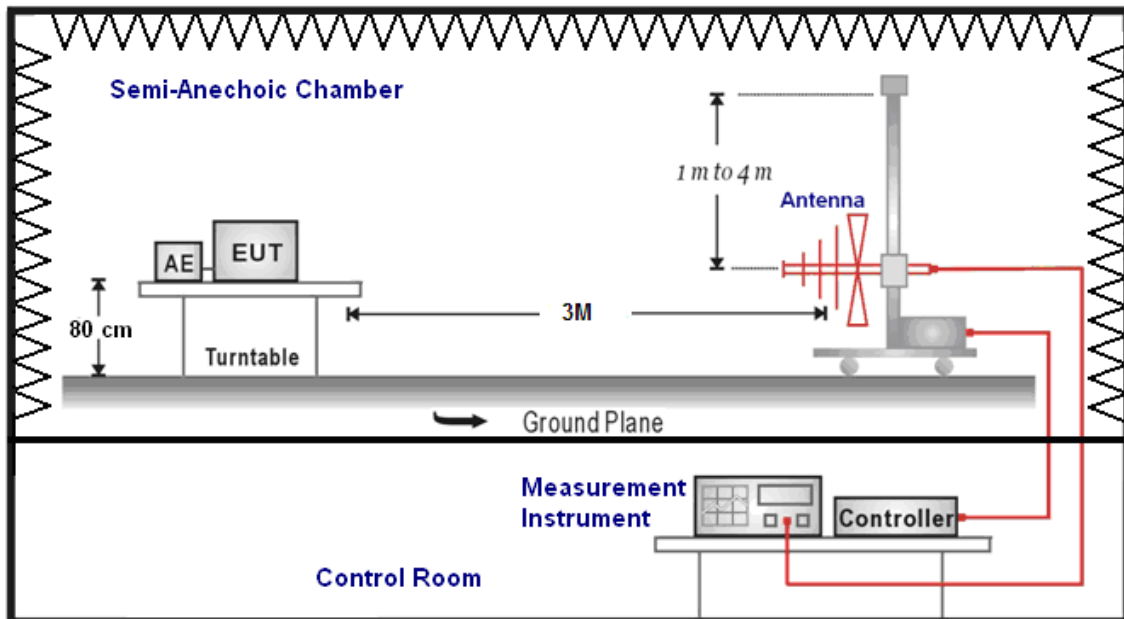 Semi-Anechoic Chamber
1 m to 4 m
Antenna
AE
EUT
80 cm
3M
Turntable
Ground Plane
Measurement
Instrument
Controller
Control Room